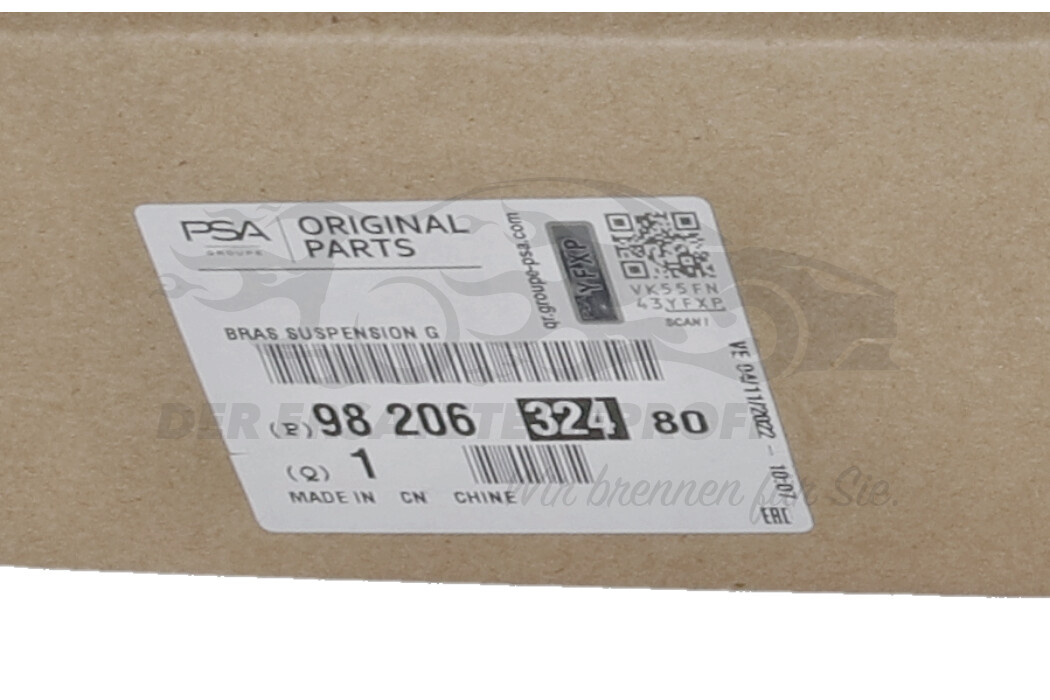 PSA
GROUPE
ORIGINAL
PARTS
qr.groupe-psa.com
YFXP
VK55FN
43YFXP
SCAN !
BRAS SUSPENSION G
98 206 324 80
(Q) 1
MADE IN CN CHINE
VE 04/11/2022 - 10:07
EAC
DER ERSATZTEILEPROFI
Wir brennen für Sie.